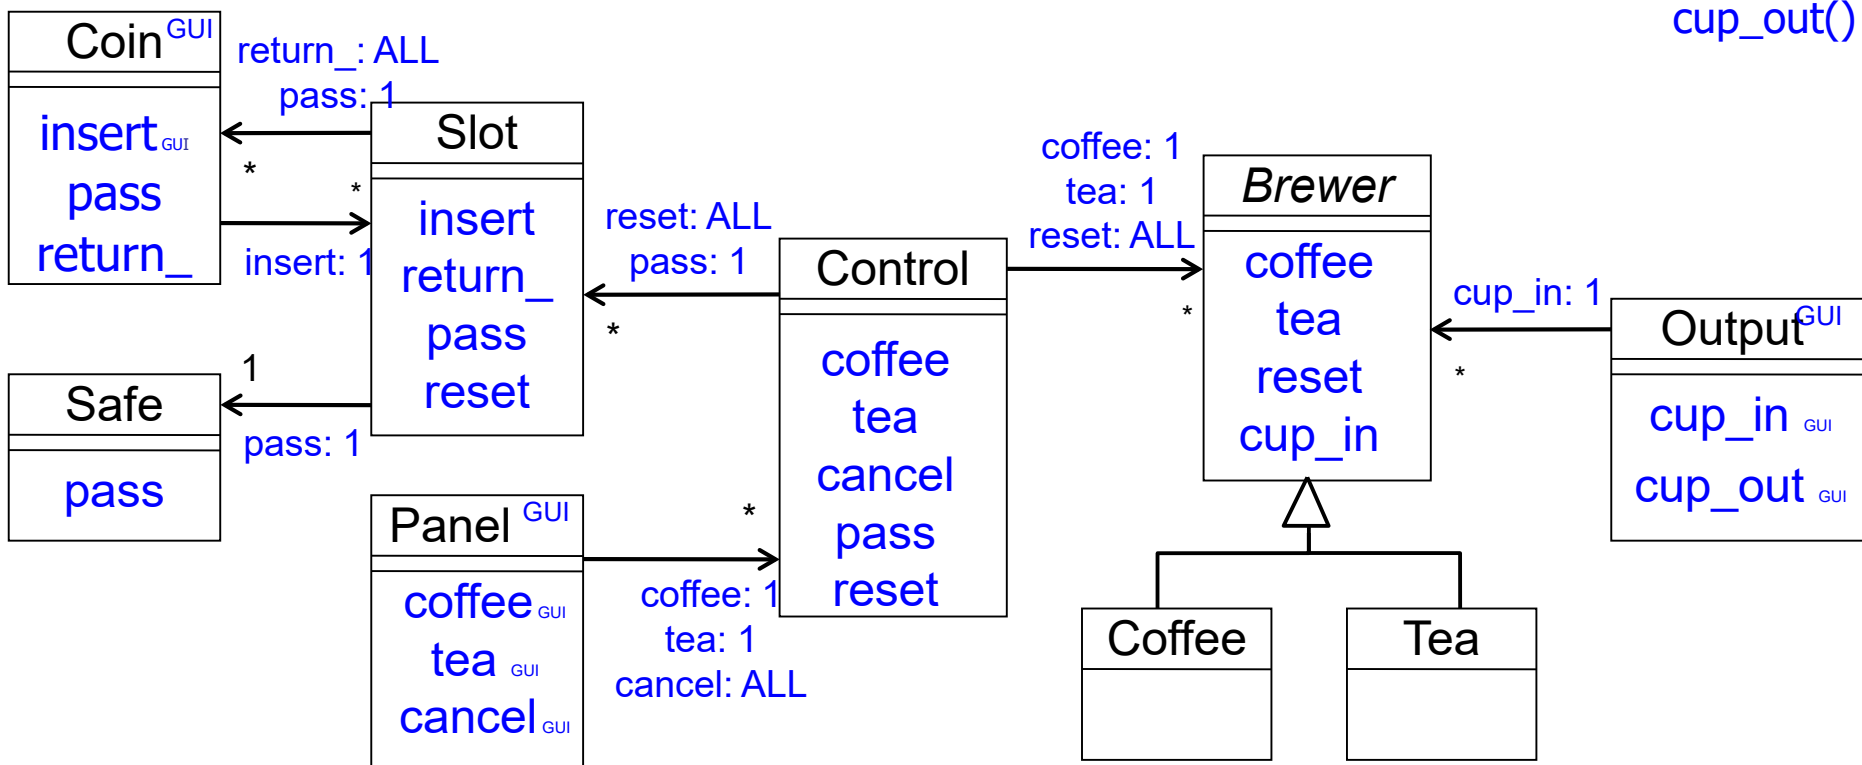 cup_out()
Coin GUI
insert GUI
pass
return_
return_: ALL
pass: 1
*
*
insert: 1
Slot
insert
return_
pass
reset
Safe
pass
1
pass: 1
reset: ALL
pass: 1
*
Panel GUI
coffee GUI
tea GUI
cancel GUI
*
coffee: 1
tea: 1
cancel: ALL
Control
coffee
tea
cancel
pass
reset
coffee: 1
tea: 1
reset: ALL
*
Brewer
coffee
tea
reset
cup_in
cup_in: 1
*
Output GUI
cup_in GUI
cup_out GUI
Coffee
Tea